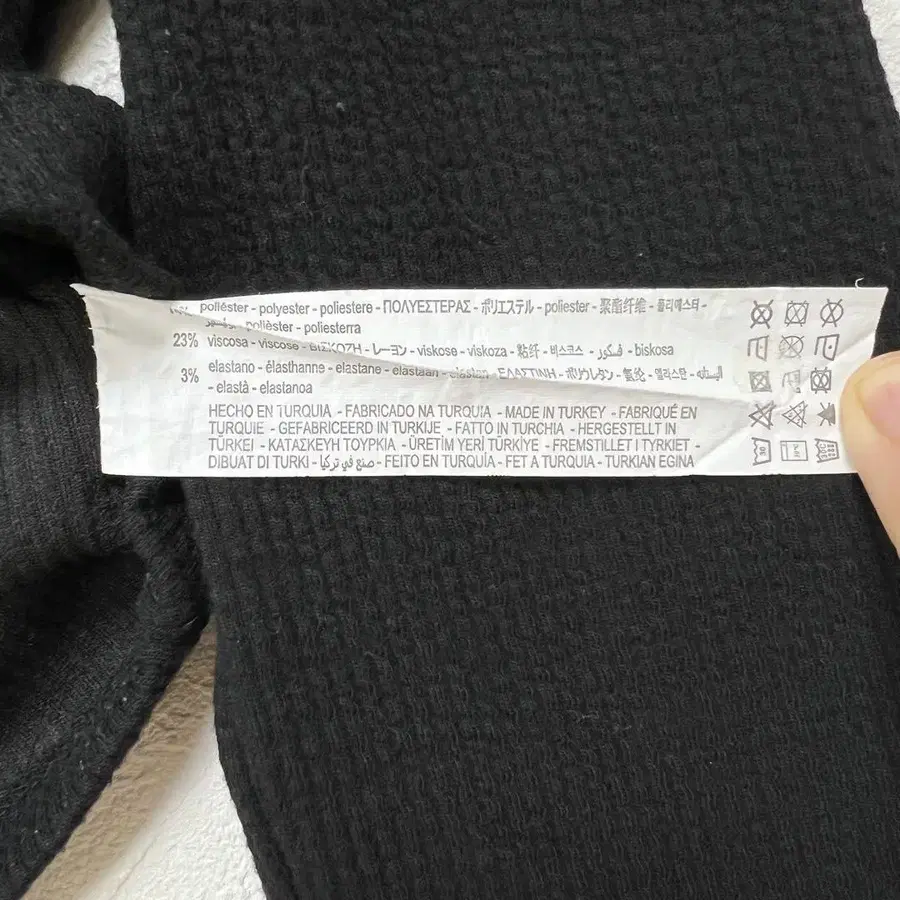 poliéster - polyester - poliestere - ΠΟΛΥΕΣΤΕΡΑΣ - ポリエステル - poliester - 聚酯纤维 - 폴리에스터 -
- polièster - poliesterra
23% viscosa - viscose - ΒΙΣΚΟΖΗ - レーヨン - viskose - viskoza - 粘纤 - 비스코스 - فسكوز - biskosa
3% elastano - élasthanne - elastane - elastaan - elastan - ΕΛΑΣΤΙΝΗ - ポリウレタン - 氨纶 - 엘라스탄 -
- elastà - elastanoa
HECHO EN TURQUIA - FABRICADO NA TURQUIA - MADE IN TURKEY - FABRIQUÉ EN
TURQUIE - GEFABRICEERD IN TURKIJE - FATTO IN TURCHIA - HERGESTELLT IN
TÜRKEI - ΚΑΤΑΣΚΕΥΗ ΤΟΥΡΚΙΑ - ÜRETİM YERİ TÜRKİYE - FREMSTILLET I TYRKIET -
DIBUAT DI TURKI - صنع في تركيا - FEITO EN TURQUÍA - FET A TURQUIA - TURKIAN EGINA